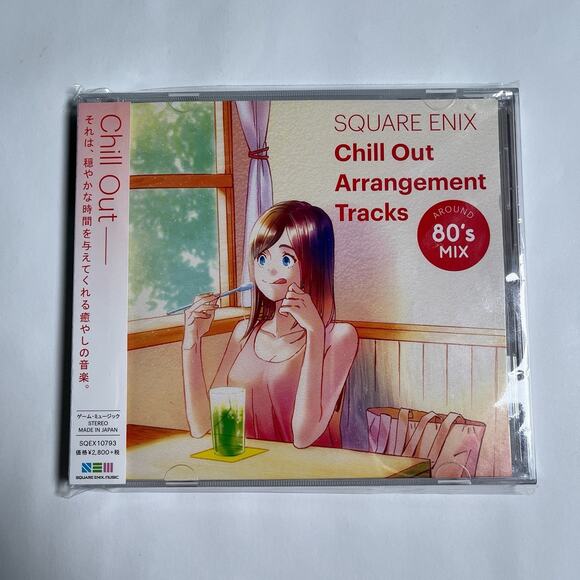 Chill Out
それは、穏やかな時間を与えてくれる癒やしの音楽。
ゲーム・ミュージック
STEREO
MADE IN JAPAN
SQEX10793
価格¥2,800+税
SQUARE ENIX MUSIC
SQUARE ENIX
Chill Out
Arrangement
Tracks
AROUND
80's
MIX